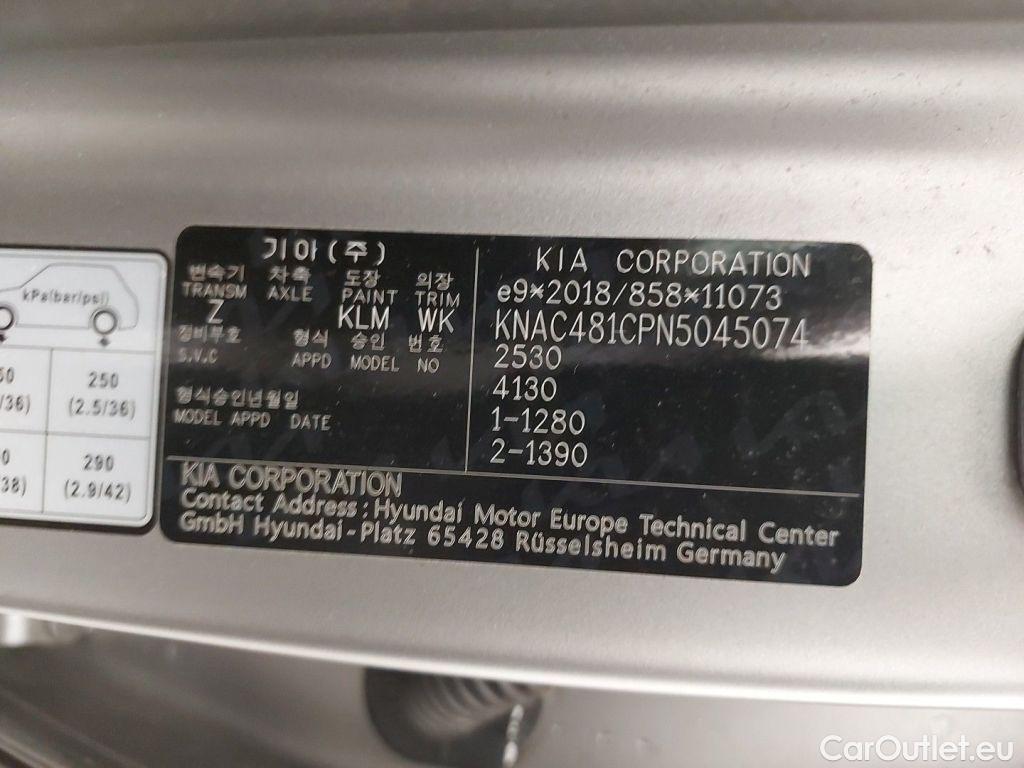 kPa(bar/psi)
250
(2.5/36)
290
(2.9/42)
/36)
/38)
기아(주)
변속기 차축 도장 의장
TRANSM AXLE PAINT TRIM
Z KLM WK
정비부호 형식 승인 번호
S.V.C APPD MODEL NO
형식승인년월일
MODEL APPD DATE
KIA CORPORATION
e9*2018/858*11073
KNAC481CPN5045074
2530
4130
1-1280
2-1390
KIA CORPORATION
Contact Address : Hyundai Motor Europe Technical Center
GmbH Hyundai-Platz 65428 Rüsselsheim Germany
CarOutlet.eu